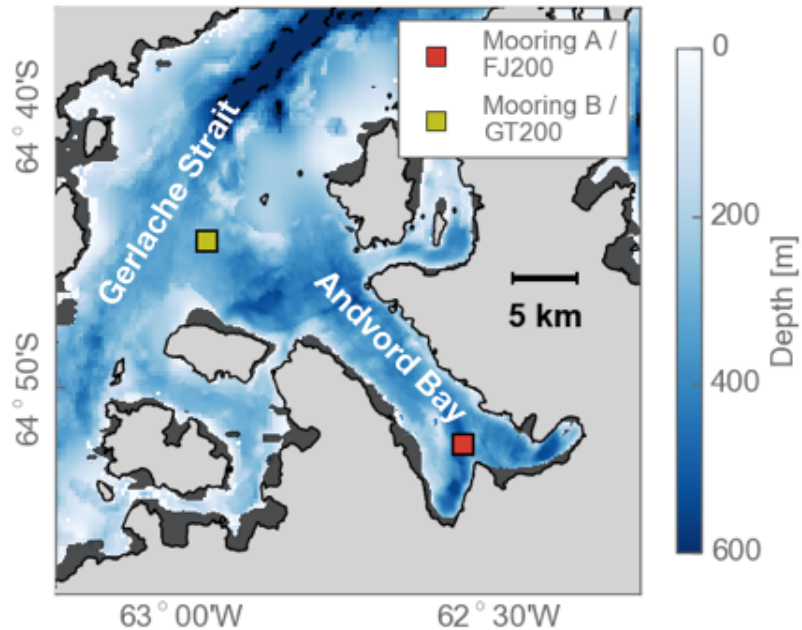 Mooring A /
FJ200
Mooring B /
GT200
64°40'S
64°50'S
Gerlache Strait
Andvord Bay
5 km
63°00'W
62°30'W
0
200
400
600
Depth [m]